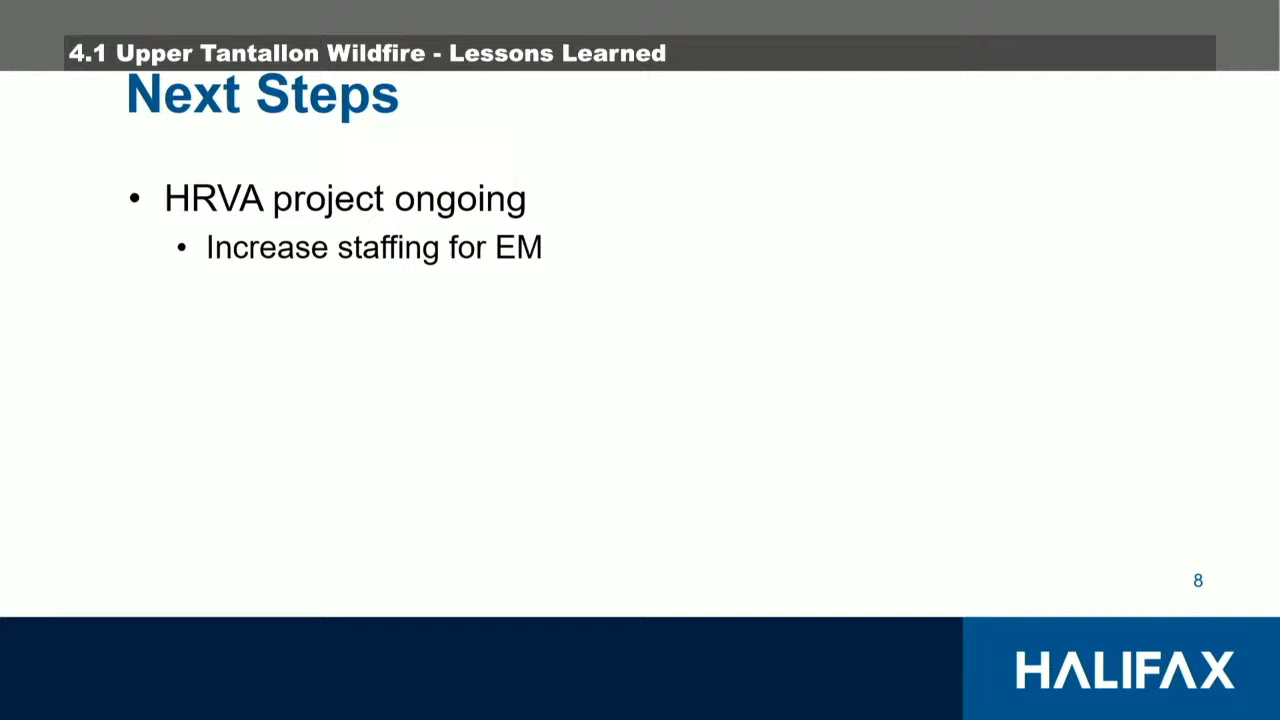 4.1 Upper Tantallon Wildfire - Lessons Learned
Next Steps
• HRVA project ongoing
• Increase staffing for EM
8
HALIFAX